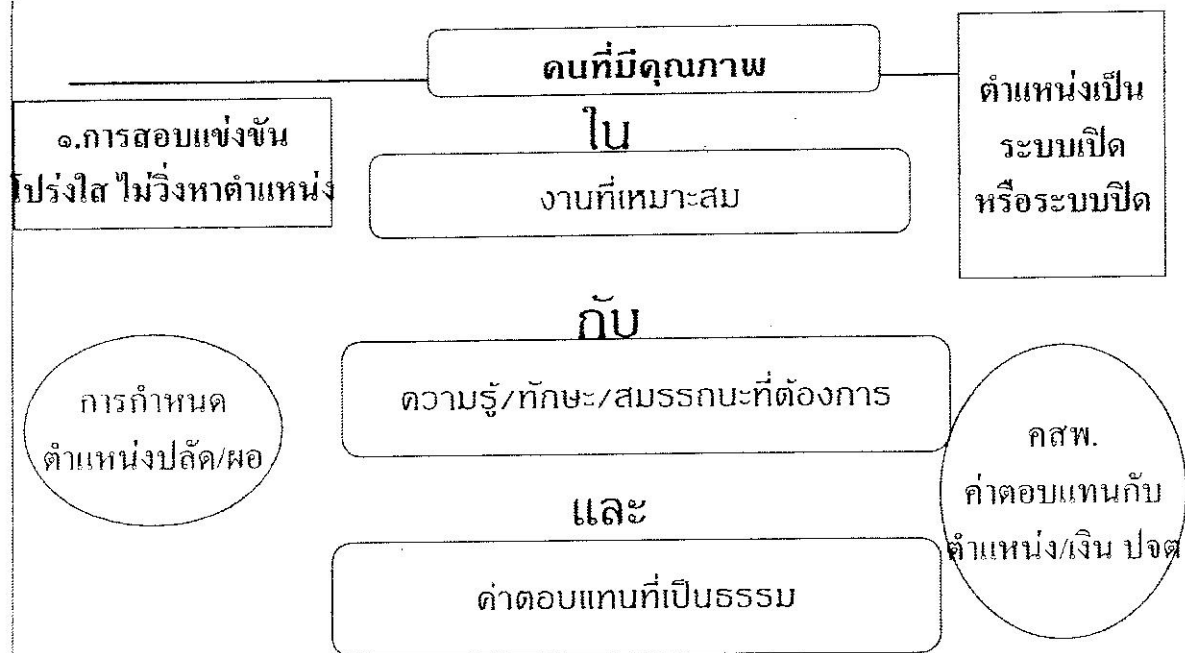 คนที่มีคุณภาพ
๑.การสอบแข่งขัน
โปร่งใส ไม่วิ่งหาตำแหน่ง
ใน
งานที่เหมาะสม
ตำแหน่งเป็น
ระบบเปิด
หรือระบบปิด
กับ
การกำหนด
ตำแหน่งปลัด/ผอ
ความรู้/ทักษะ/สมรรถนะที่ต้องการ
คสพ.
ค่าตอบแทนกับ
ตำแหน่ง/เงิน ปจต
และ
ค่าตอบแทนที่เป็นธรรม